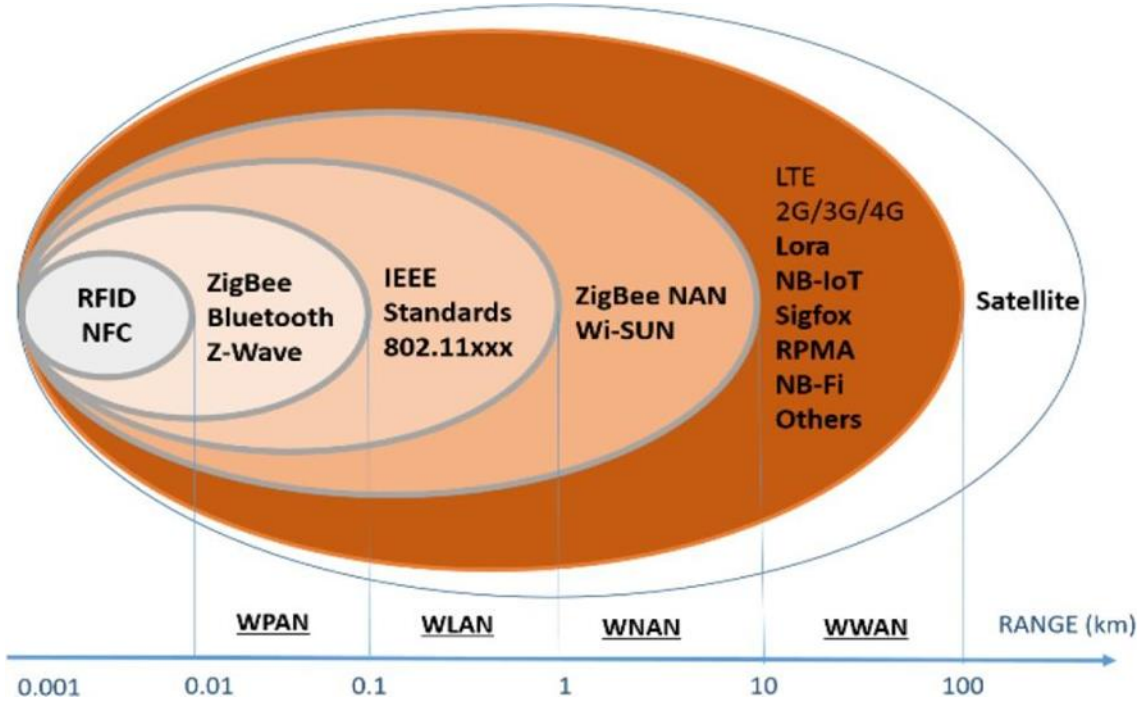 RFID
NFC
ZigBee
Bluetooth
Z-Wave
IEEE
Standards
802.11xxx
ZigBee NAN
Wi-SUN
LTE
2G/3G/4G
Lora
NB-IoT
Sigfox
RPMA
NB-Fi
Others
Satellite
WPAN
WLAN
WNAN
WWAN
RANGE (km)
0.001
0.01
0.1
1
10
100